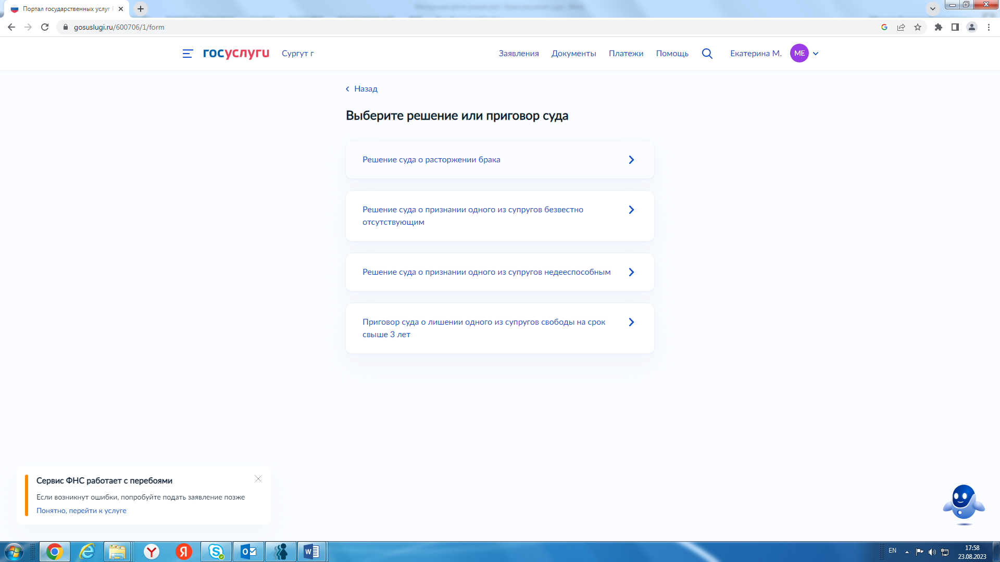 Портал государственных услуг
gosuslugi.ru/600706/1/form
госуслуги
Сургут г
Заявления
Документы
Платежи
Помощь
Екатерина М.
МЕ
Назад
Выберите решение или приговор суда
Решение суда о расторжении брака
Решение суда о признании одного из супругов безвестно
отсутствующим
Решение суда о признании одного из супругов недееспособным
Приговор суда о лишении одного из супругов свободы на срок
свыше 3 лет
Сервис ФНС работает с перебоями
Если возникнут ошибки, попробуйте подать заявление позже
Понятно, перейти к услуге
EN
17:58
23.08.2023